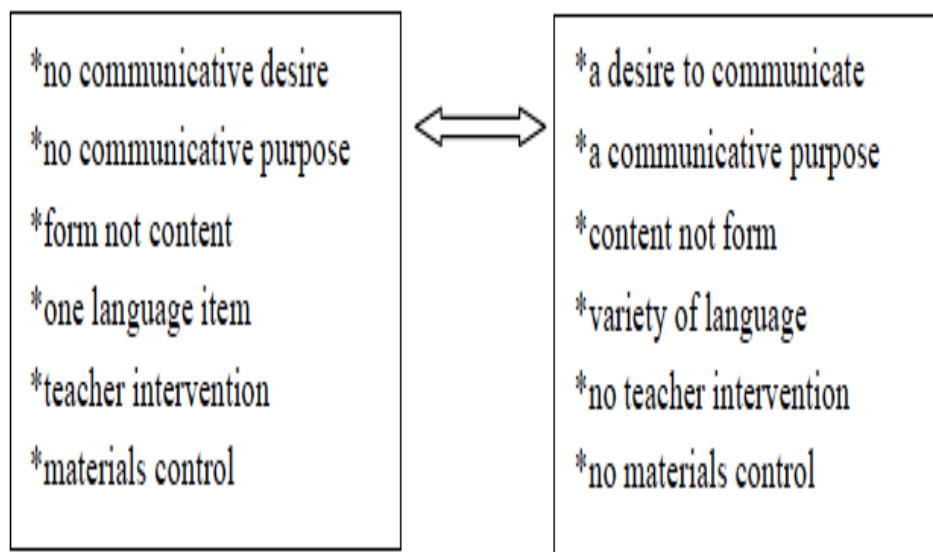 *no communicative desire
*no communicative purpose
*form not content
*one language item
*teacher intervention
*materials control
*a desire to communicate
*a communicative purpose
*content not form
*variety of language
*no teacher intervention
*no materials control